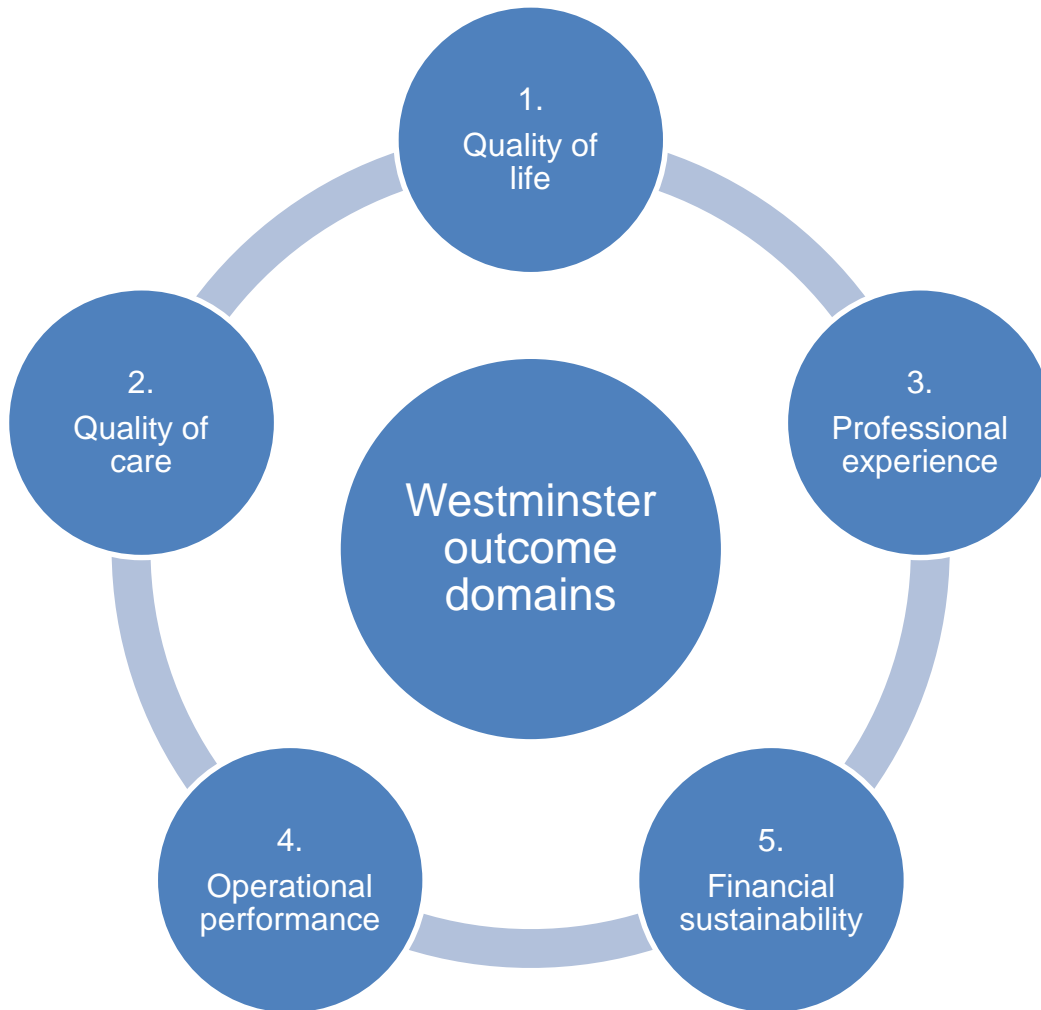 1.
Quality of
life
2.
Quality of
care
3.
Professional
experience
Westminster
outcome
domains
4.
Operational
performance
5.
Financial
sustainability